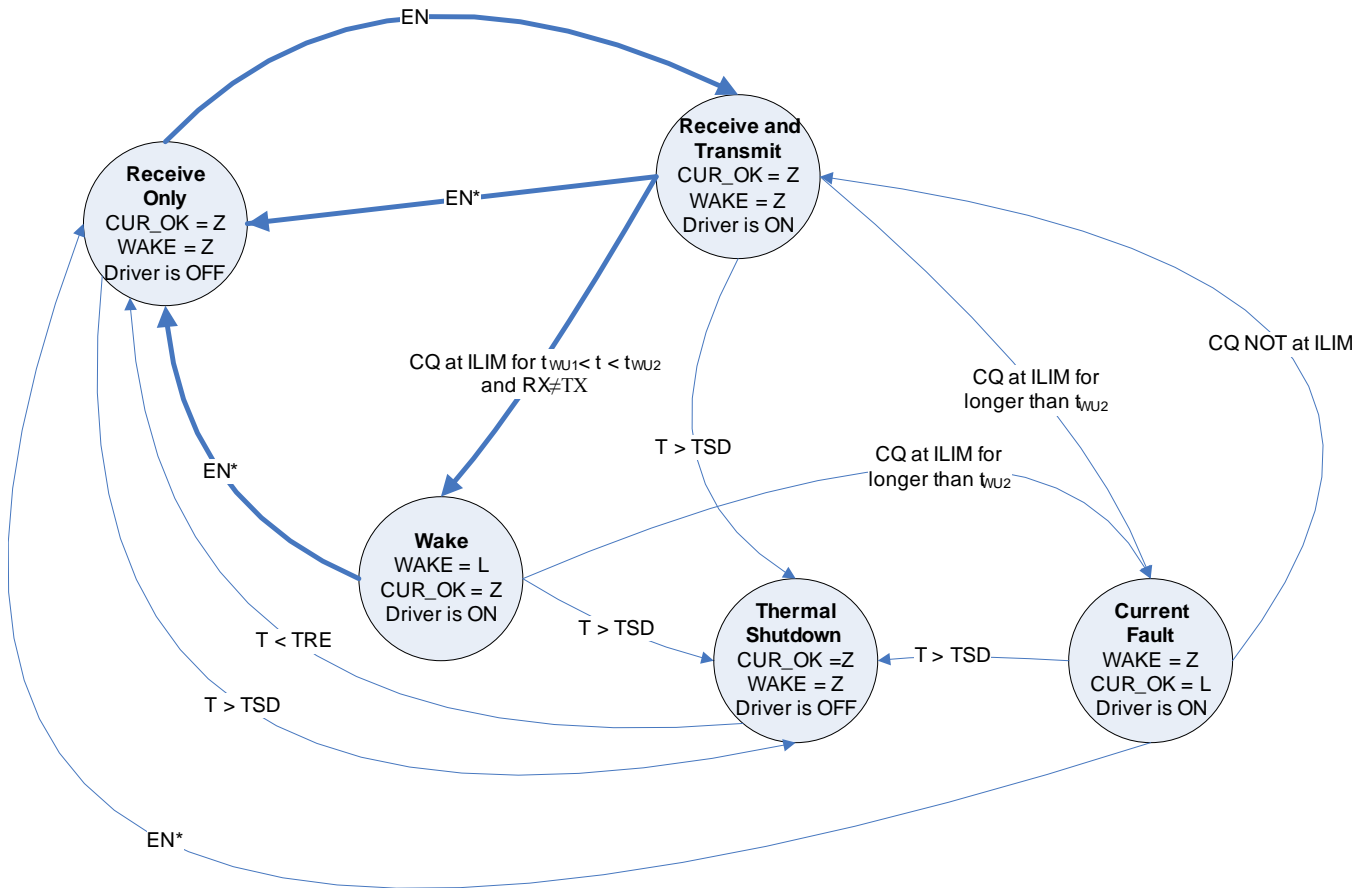 EN
Receive and
Transmit
CUR_OK = Z
WAKE = Z
Driver is ON
Receive
Only
CUR_OK = Z
WAKE = Z
Driver is OFF
EN*
CQ at ILIM for tWU1< t < tWU2
and RX≠TX
CQ NOT at ILIM
CQ at ILIM for
longer than tWU2
T > TSD
CQ at ILIM for
longer than tWU2
EN*
Wake
WAKE = L
CUR_OK = Z
Driver is ON
T > TSD
Thermal
Shutdown
CUR_OK =Z
WAKE = Z
Driver is OFF
T > TSD
Current
Fault
WAKE = Z
CUR_OK = L
Driver is ON
T < TRE
T > TSD
EN*